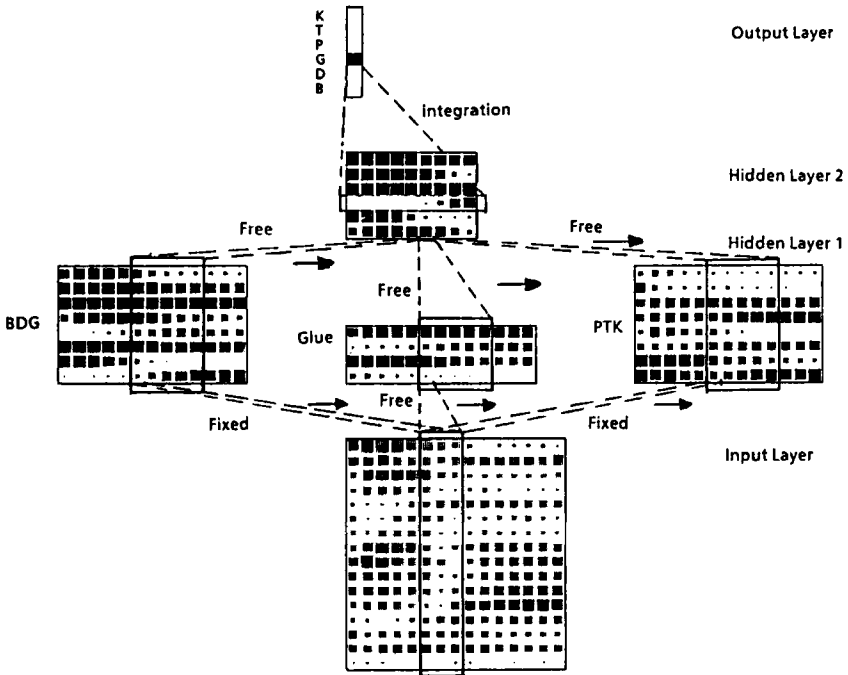 K
T
P
G
D
B
Output Layer
integration
Hidden Layer 2
Free
Free
Hidden Layer 1
Free
BDG
Glue
PTK
Free
Fixed
Fixed
Input Layer